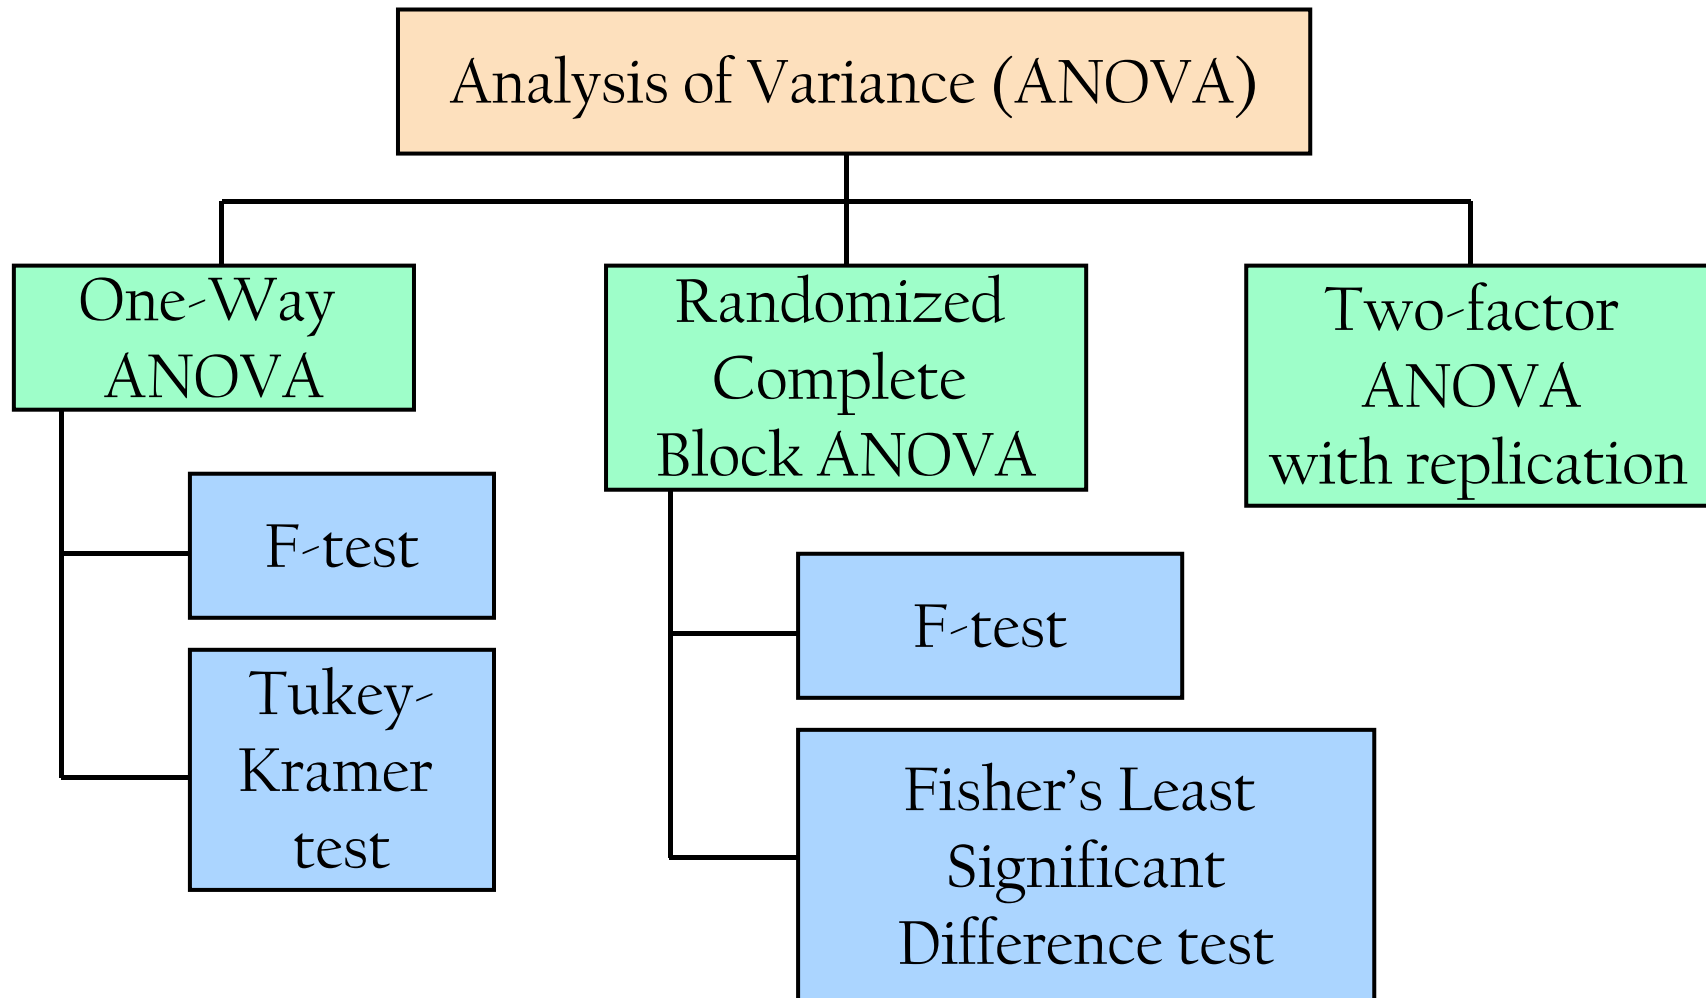 Analysis of Variance (ANOVA)
One-Way
ANOVA
Randomized
Complete
Block ANOVA
Two-factor
ANOVA
with replication
F-test
Tukey-
Kramer
test
F-test
Fisher’s Least
Significant
Difference test